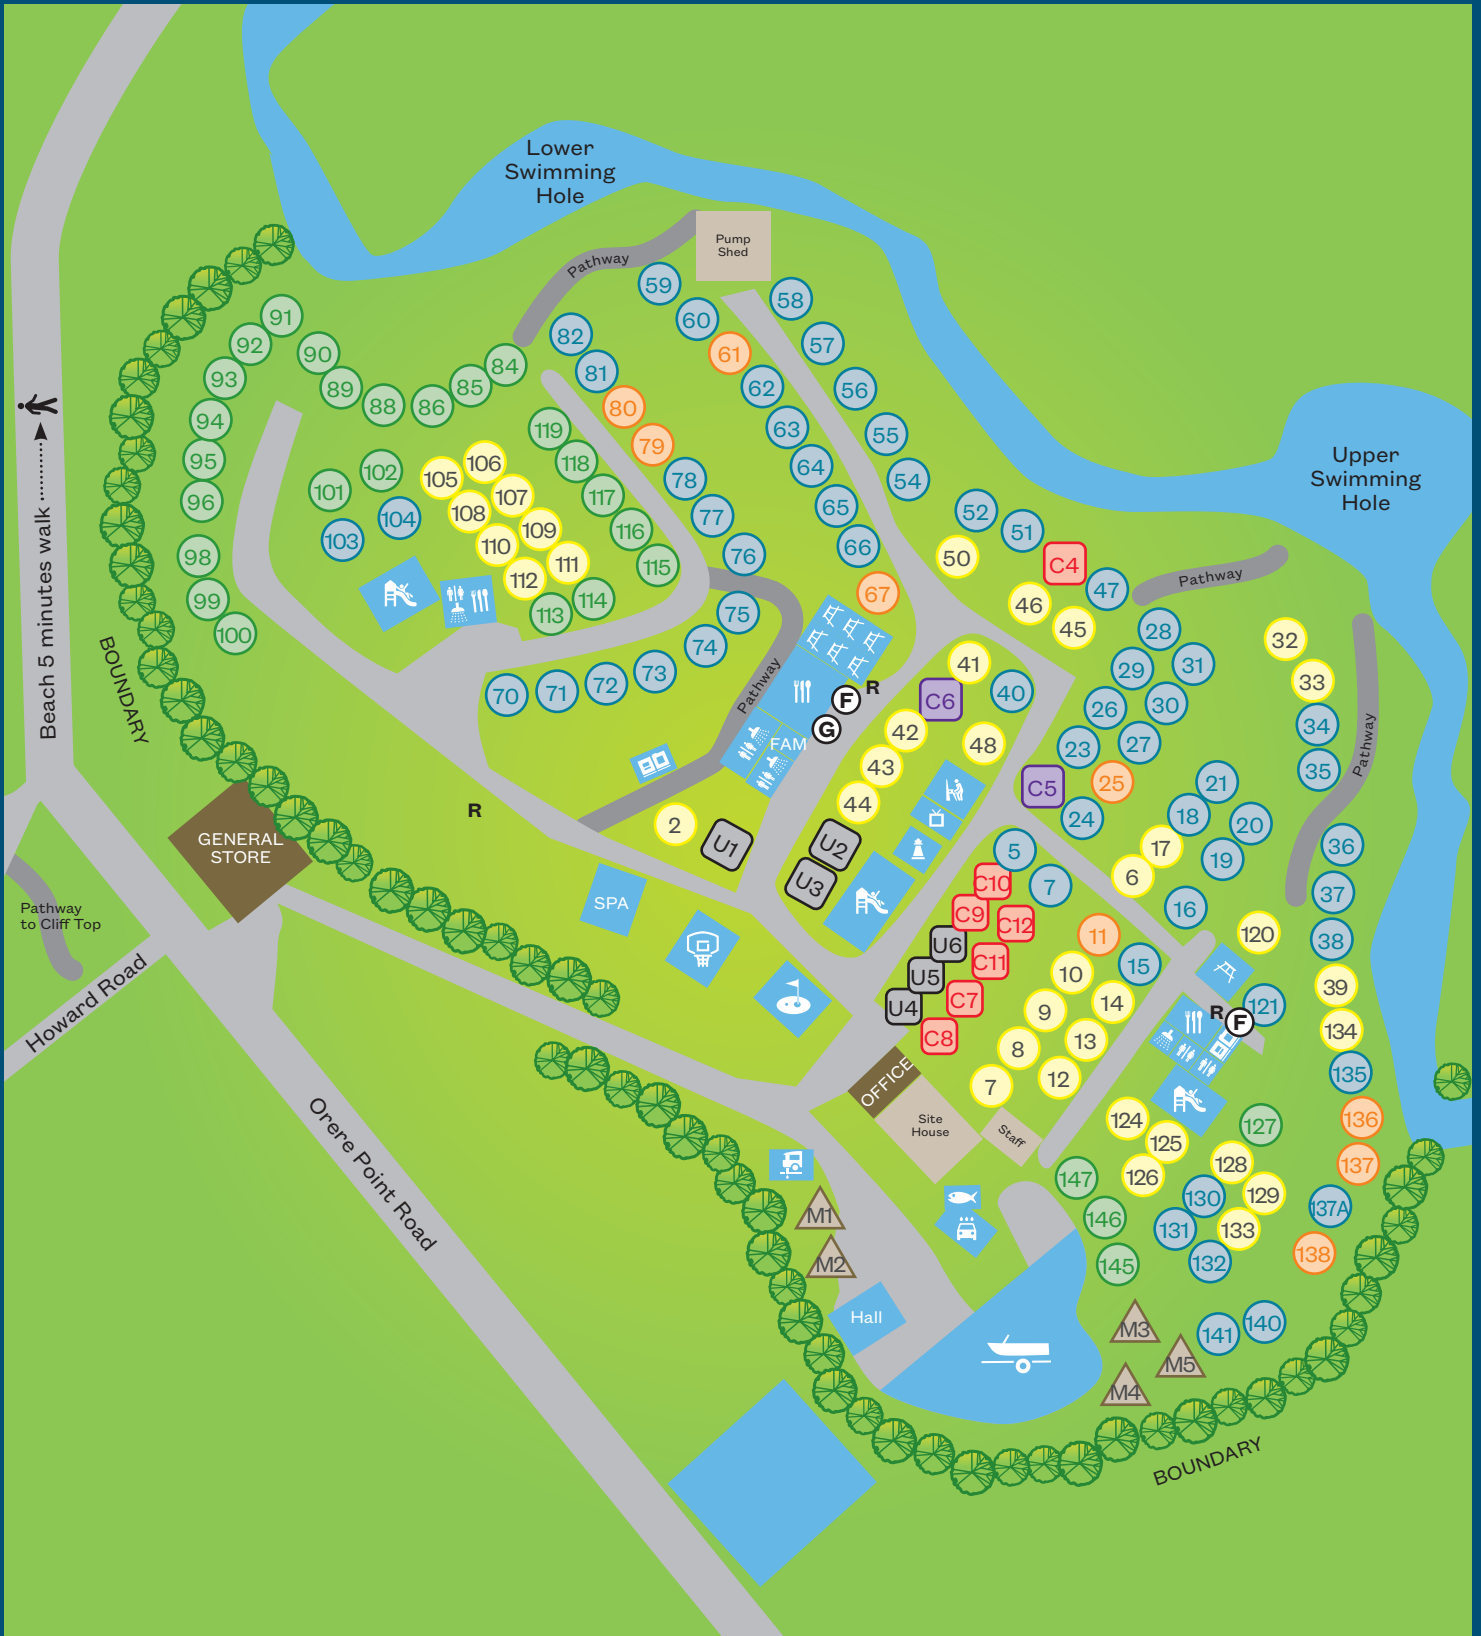 Lower
Swimming
Hole
Pump
Shed
Pathway
59
58
60
82
57
61
81
62
56
80
63
55
79
64
54
78
65
77
66
76
67
75
74
73
72
71
70
91
92
90
93
89
88
86
85
84
94
95
96
98
99
100
101
102
103
104
105
106
107
108
109
110
111
112
113
114
115
116
117
118
119
Upper
Swimming
Hole
52
51
50
C4
47
46
45
Pathway
28
29
31
30
26
27
23
25
C5
24
21
18
20
17
19
6
16
32
33
34
35
Pathway
36
37
38
39
134
135
136
137
137A
138
41
C6
40
42
48
43
44
F
R
G
FAM
Pathway
2
U1
U2
U3
R
Beach 5 minutes walk
BOUNDARY
GENERAL
STORE
Pathway
to Cliff Top
Howard Road
Orere Point Road
SPA
5
7
C10
C9
C12
U6
C11
U5
C7
U4
C8
11
10
15
9
14
8
13
7
12
120
121
R
F
OFFICE
Site
House
Staff
124
125
126
127
128
129
130
131
132
133
147
146
145
M1
M2
Hall
M3
M5
M4
141
140
BOUNDARY